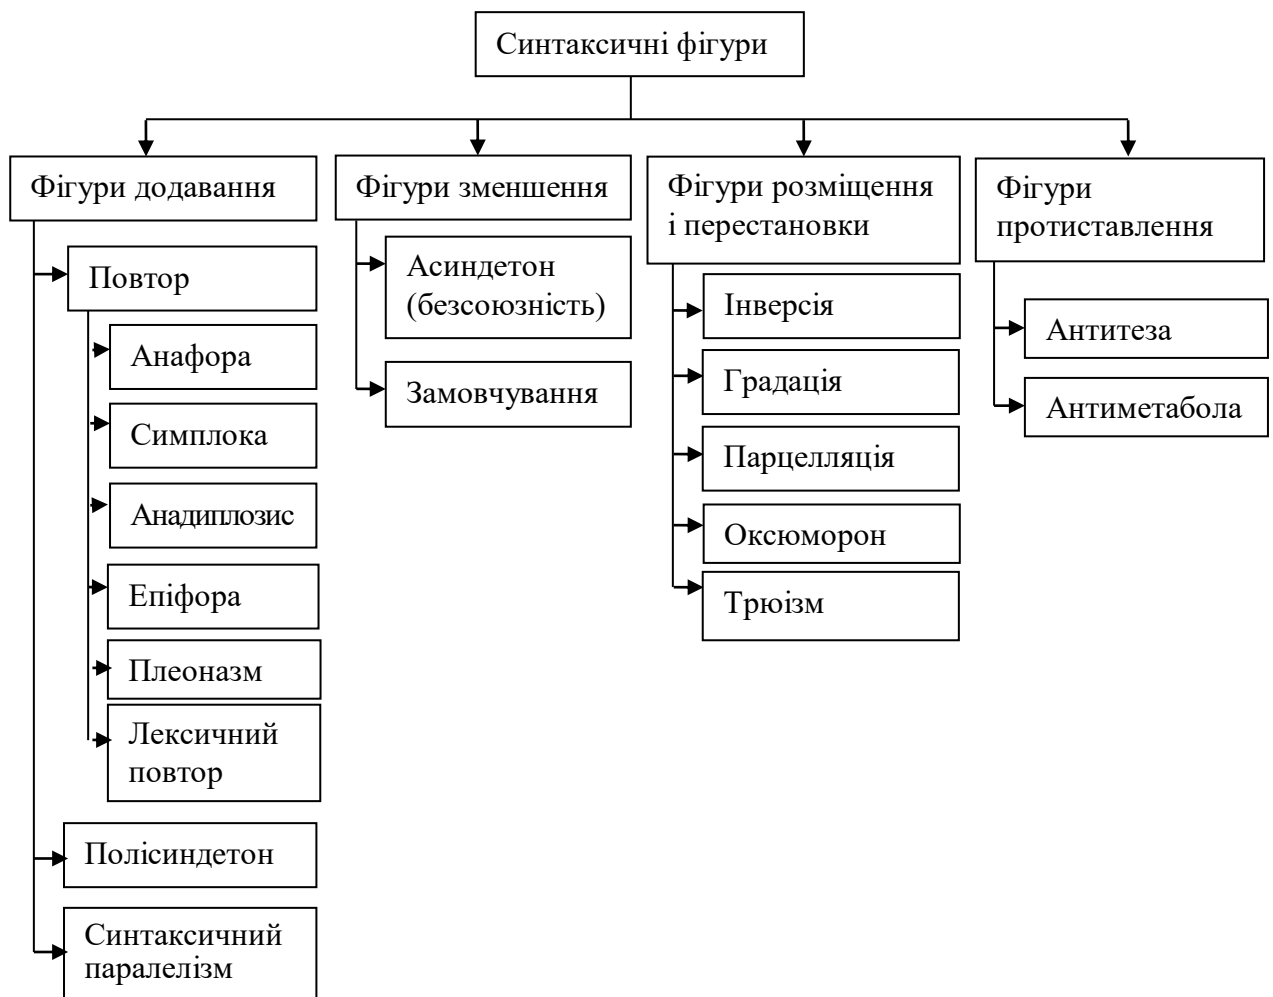 Синтаксичні фігури
Фігури додавання
Повтор
Анафора
Симплока
Анадиплозис
Епіфора
Плеоназм
Лексичний
повтор
Полісиндетон
Синтаксичний
паралелізм
Фігури зменшення
Асиндетон
(безсоюзність)
Замовчування
Фігури розміщення
і перестановки
Інверсія
Градація
Парцелляція
Оксюморон
Трюізм
Фігури
протиставлення
Антитеза
Антиметабола